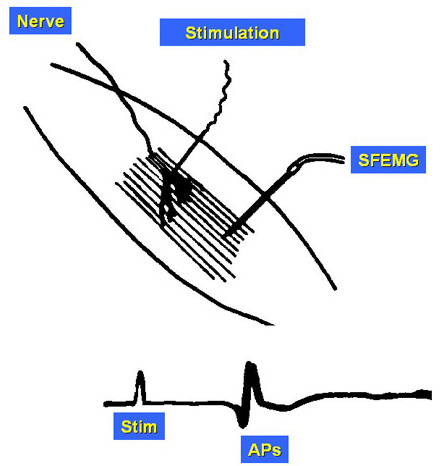 Nerve
Stimulation
SFEMG
Stim
APs